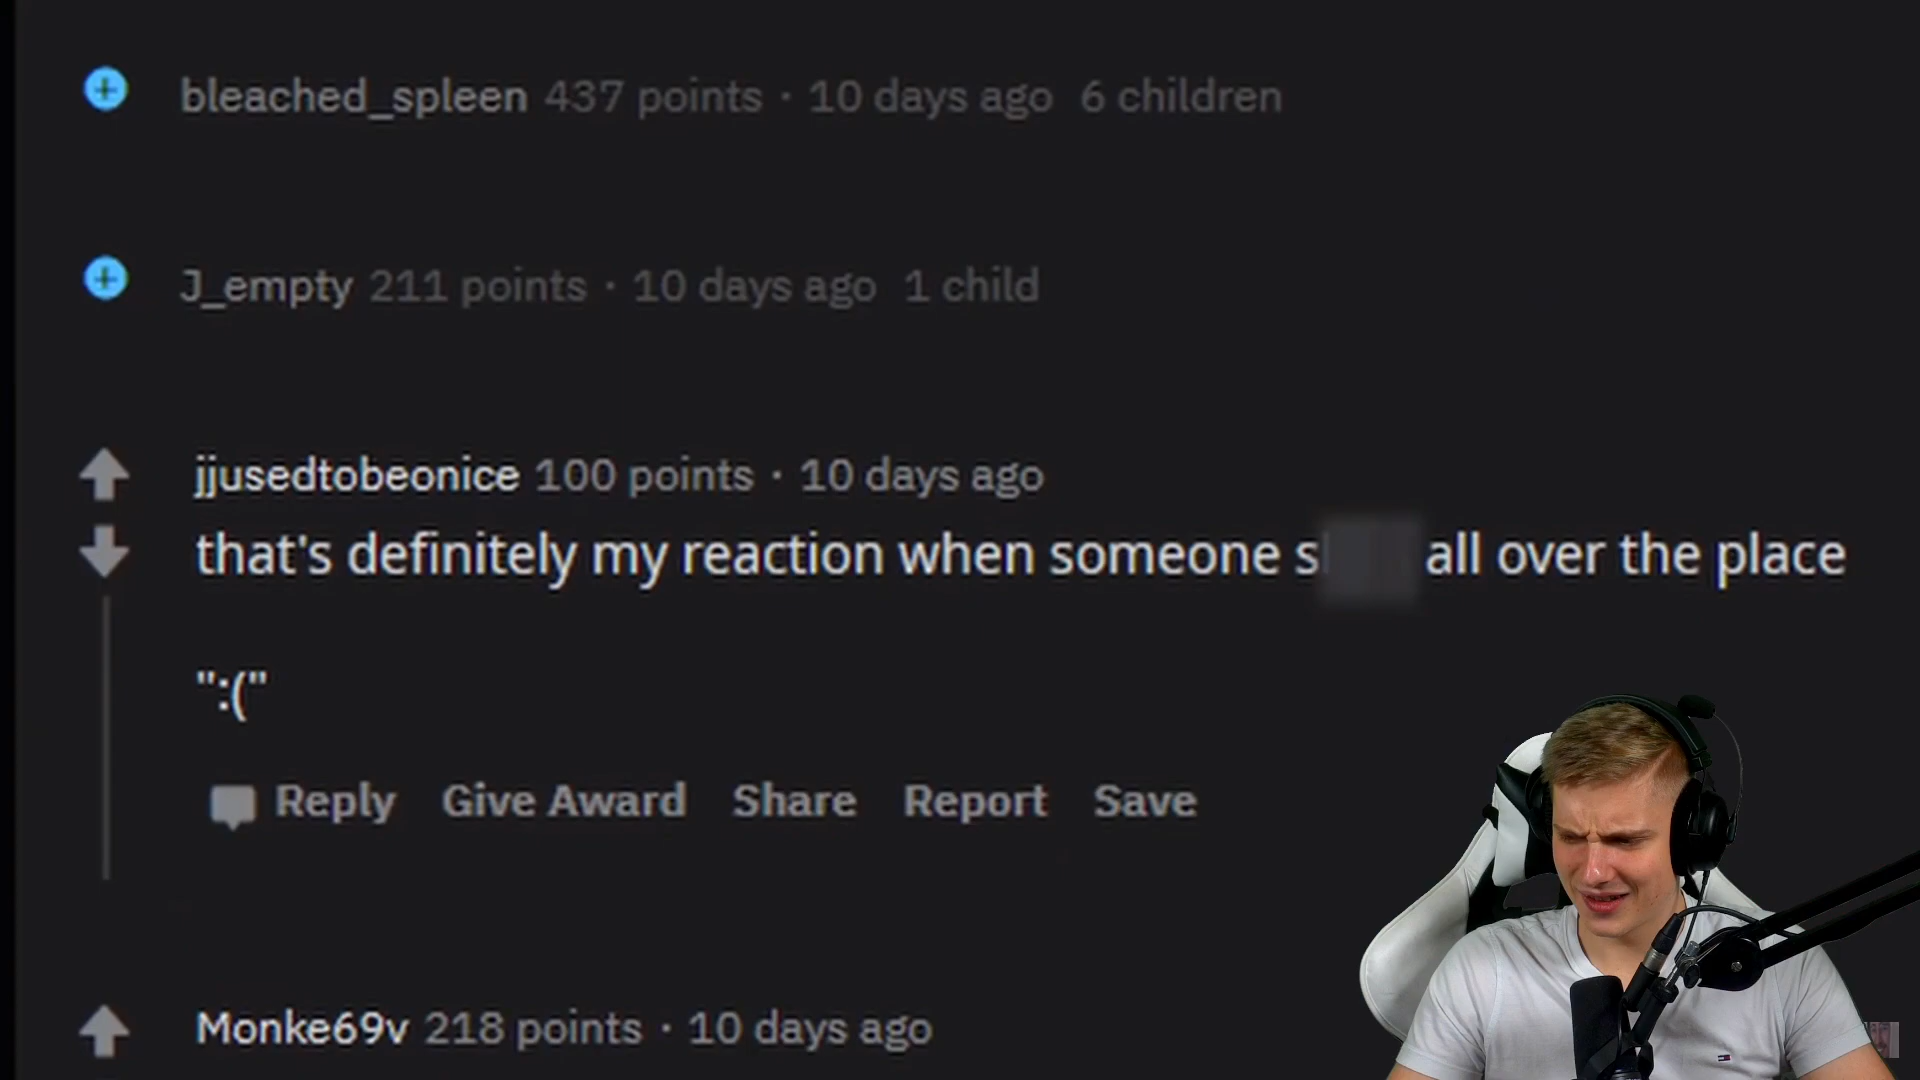 bleached_spleen 437 points · 10 days ago 6 children
J_empty 211 points · 10 days ago 1 child
jjusedtobeonice 100 points · 10 days ago
that's definitely my reaction when someone s all over the place
":("
Reply Give Award Share Report Save
Monke69v 218 points · 10 days ago